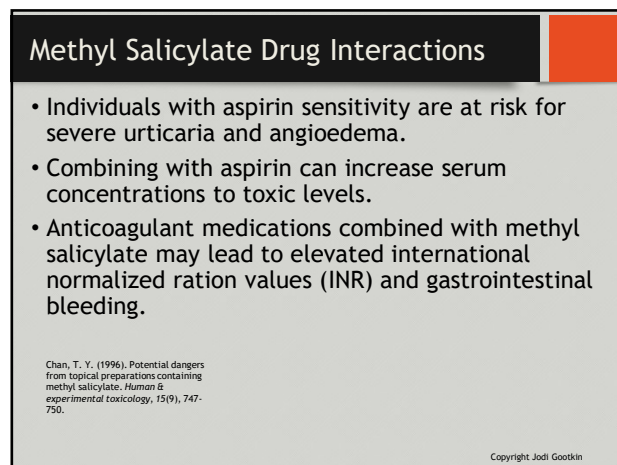 Methyl Salicylate Drug Interactions
• Individuals with aspirin sensitivity are at risk for
severe urticaria and angioedema.
• Combining with aspirin can increase serum
concentrations to toxic levels.
• Anticoagulant medications combined with methyl
salicylate may lead to elevated international
normalized ration values (INR) and gastrointestinal
bleeding.
Chan, T. Y. (1996). Potential dangers
from topical preparations containing
methyl salicylate. Human &
experimental toxicology, 15(9), 747-
750.
Copyright Jodi Gootkin